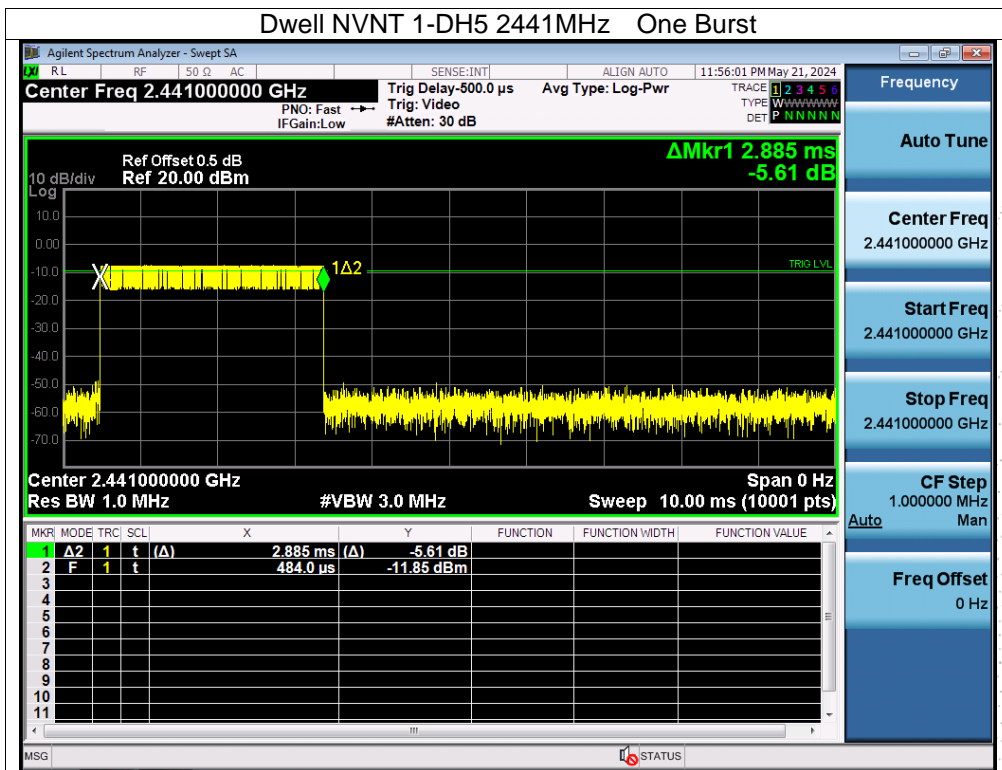 Dwell NVNT 1-DH5 2441MHz One Burst
Agilent Spectrum Analyzer - Swept SA
LXI RL RF 50 Ω AC SENSE:INT ALIGN AUTO 11:56:01 PM May 21, 2024
Center Freq 2.441000000 GHz
PNO: Fast
IFGain:Low
Trig Delay-500.0 µs
Trig: Video
#Atten: 30 dB
Avg Type: Log-Pwr
TRACE 1 2 3 4 5 6
TYPE WWWWWW
DET P N N N N N
Ref Offset 0.5 dB
10 dB/div Ref 20.00 dBm
Log
ΔMkr1 2.885 ms
-5.61 dB
10.0
0.00
-10.0
-20.0
-30.0
-40.0
-50.0
-60.0
-70.0
1Δ2
TRIG LVL
Center 2.441000000 GHz Span 0 Hz
Res BW 1.0 MHz #VBW 3.0 MHz Sweep 10.00 ms (10001 pts)
MKR MODE TRC SCL X Y FUNCTION FUNCTION WIDTH FUNCTION VALUE
1 Δ2 1 t (Δ) 2.885 ms (Δ) -5.61 dB
2 F 1 t 484.0 µs -11.85 dBm
3
4
5
6
7
8
9
10
11
MSG STATUS
Frequency
Auto Tune
Center Freq
2.441000000 GHz
Start Freq
2.441000000 GHz
Stop Freq
2.441000000 GHz
CF Step
1.000000 MHz
Auto Man
Freq Offset
0 Hz